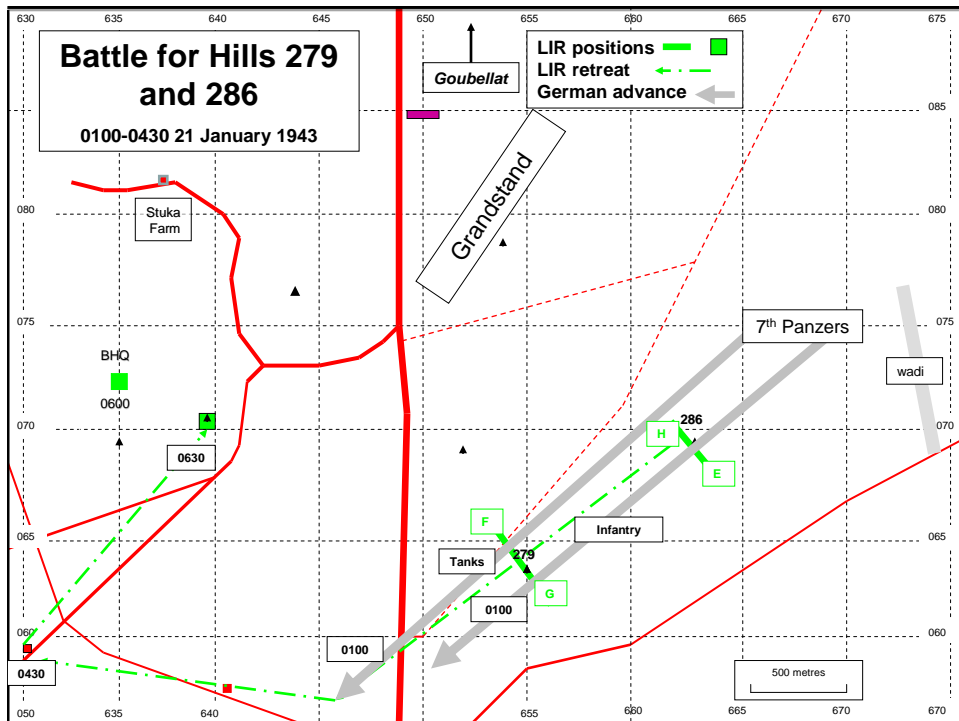 630 635 640 645 650 655 660 665 670 675
Battle for Hills 279
and 286
0100-0430 21 January 1943
Goubellat
LIR positions
LIR retreat
German advance
085 085
Grandstand
080 080
Stuka
Farm
075 075
7th Panzers
BHQ
0600
wadi
070 070
286
H
E
0630
F
Infantry
065 065
Tanks
279
G
0100
060 060
0100
0430
500 metres
050 635 640 645 650 655 660 665 670 670